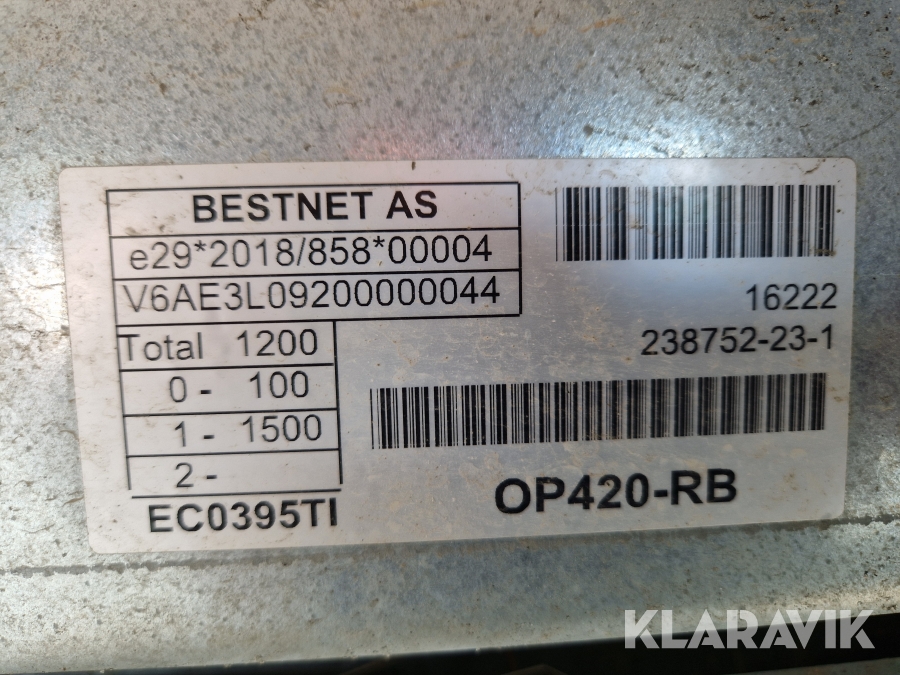 BESTNET AS
e29*2018/858*00004
V6AE3L09200000044
Total 1200
0 - 100
1 - 1500
2 -
EC0395TI
16222
238752-23-1
OP420-RB
KLARAVIK